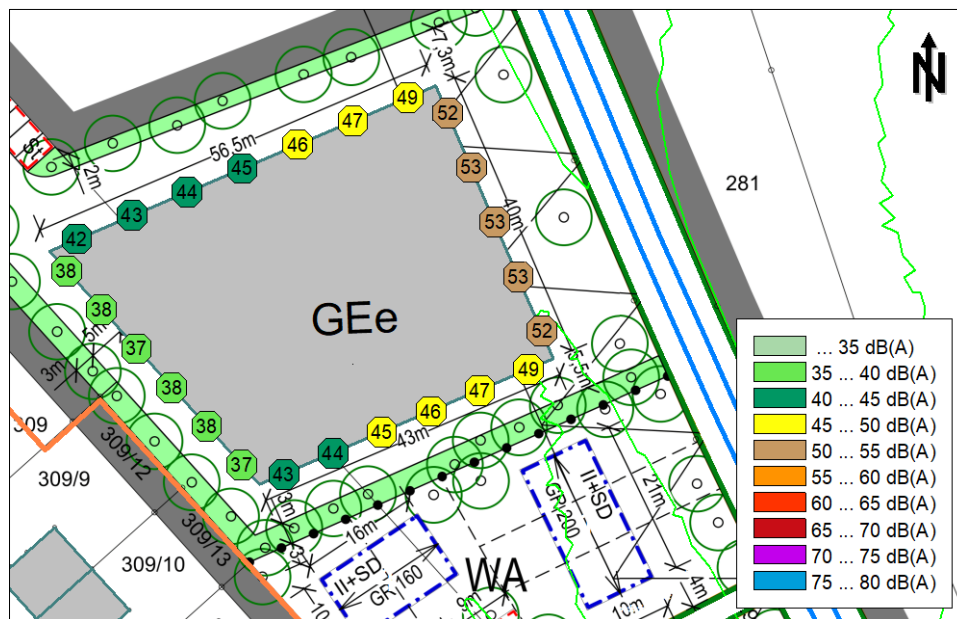 7,3m
N
49
52
47
46
56,5m
St
2m
45
44
43
42
53
281
53
40m
38
38
37
38
38
37
5m
3m
GEe
53
52
49
5,5m
47
46
45
43m
44
43
3m
309
309/12
309/9
309/13
309/10
16m
II+SD
GR 160
WA
II+SD
GR 200
21m
4m
10m
9m
10
... 35 dB(A)
35 ... 40 dB(A)
40 ... 45 dB(A)
45 ... 50 dB(A)
50 ... 55 dB(A)
55 ... 60 dB(A)
60 ... 65 dB(A)
65 ... 70 dB(A)
70 ... 75 dB(A)
75 ... 80 dB(A)